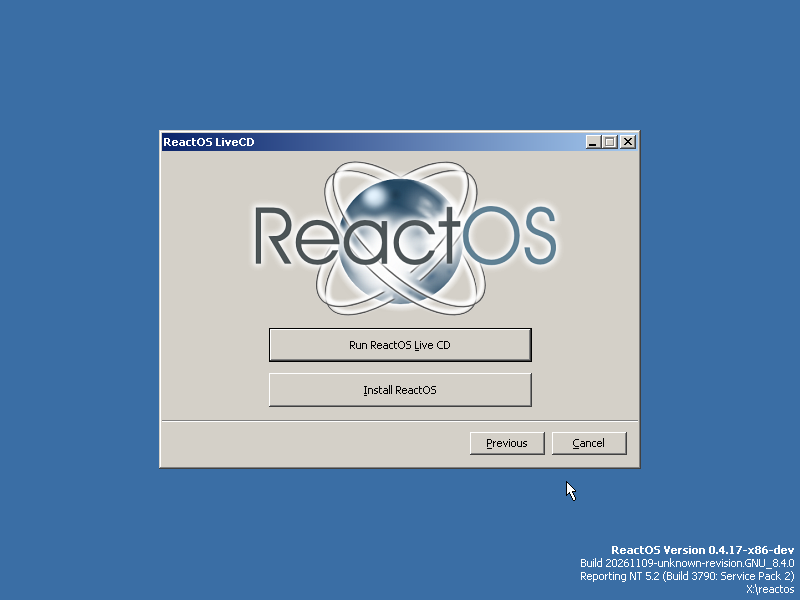 ReactOS LiveCD
ReactOS
Run ReactOS Live CD
Install ReactOS
Previous
Cancel
ReactOS Version 0.4.17-x86-dev
Build 20261109-unknown-revision.GNU_8.4.0
Reporting NT 5.2 (Build 3790: Service Pack 2)
X:\reactos